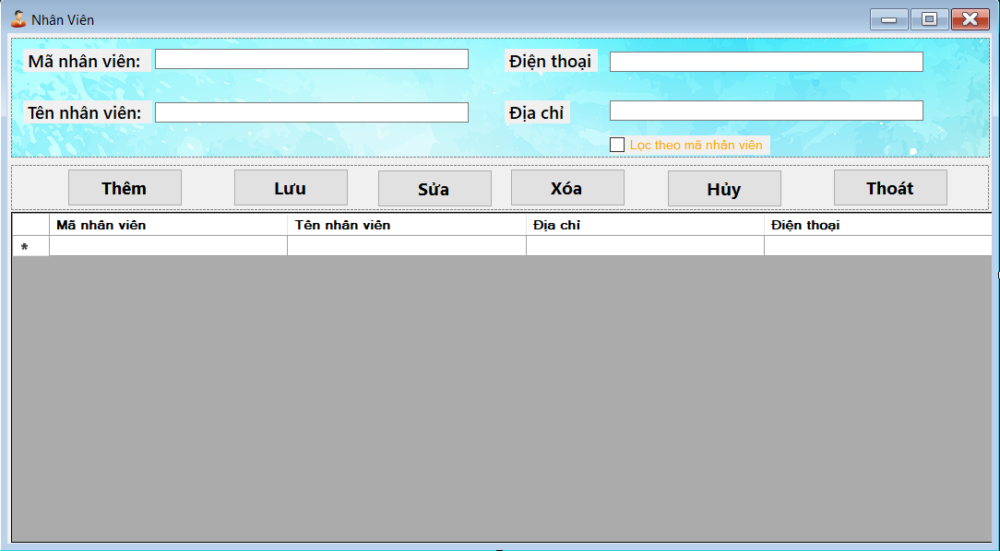 Nhân Viên
Mã nhân viên:
Điện thoại
Tên nhân viên:
Địa chỉ
Lọc theo mã nhân viên
Thêm Lưu Sửa Xóa Hủy Thoát
Mã nhân viên Tên nhân viên Địa chỉ Điện thoại
*